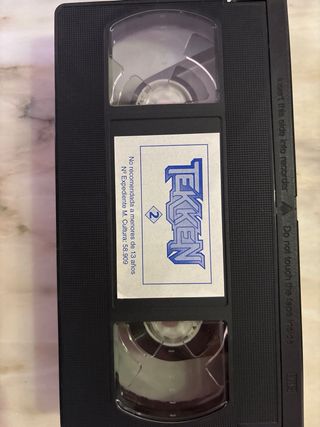 TEKKEN
2
No recomendada a menores de 13 años
Nº Expediente M. Cultura: 58.909
Insert this side into recorder
Do not touch the tape inside